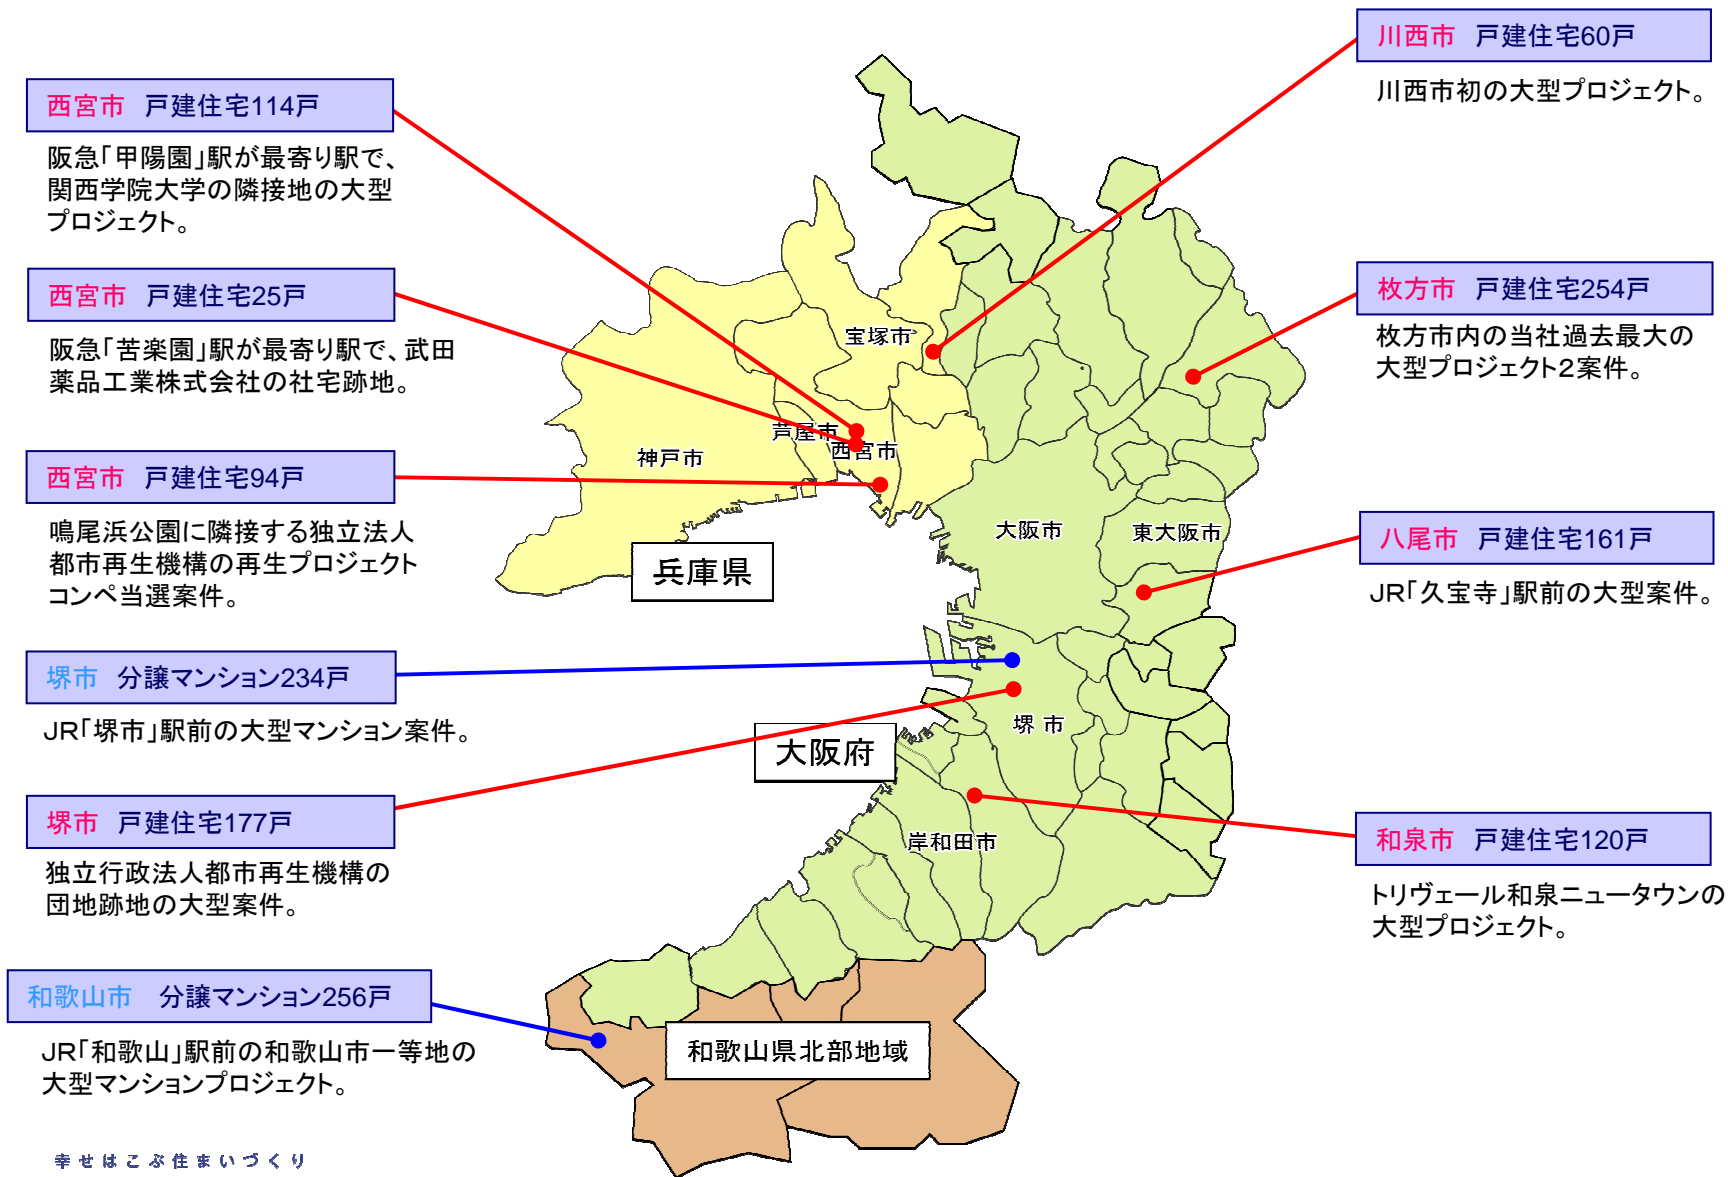 西宮市 戸建住宅114戸
阪急「甲陽園」駅が最寄り駅で、
関西学院大学の隣接地の大型
プロジェクト。
西宮市 戸建住宅25戸
阪急「苦楽園」駅が最寄り駅で、武田
薬品工業株式会社の社宅跡地。
西宮市 戸建住宅94戸
鳴尾浜公園に隣接する独立法人
都市再生機構の再生プロジェクト
コンペ当選案件。
堺市 分譲マンション234戸
JR「堺市」駅前の大型マンション案件。
堺市 戸建住宅177戸
独立行政法人都市再生機構の
団地跡地の大型案件。
和歌山市 分譲マンション256戸
JR「和歌山」駅前の和歌山市一等地の
大型マンションプロジェクト。
川西市 戸建住宅60戸
川西市初の大型プロジェクト。
枚方市 戸建住宅254戸
枚方市内の当社過去最大の
大型プロジェクト2案件。
八尾市 戸建住宅161戸
JR「久宝寺」駅前の大型案件。
和泉市 戸建住宅120戸
トリヴェール和泉ニュータウンの
大型プロジェクト。
宝塚市
芦屋市
西宮市
神戸市
兵庫県
大阪市
東大阪市
堺市
大阪府
岸和田市
和歌山県北部地域
幸せはこぶ住まいづくり